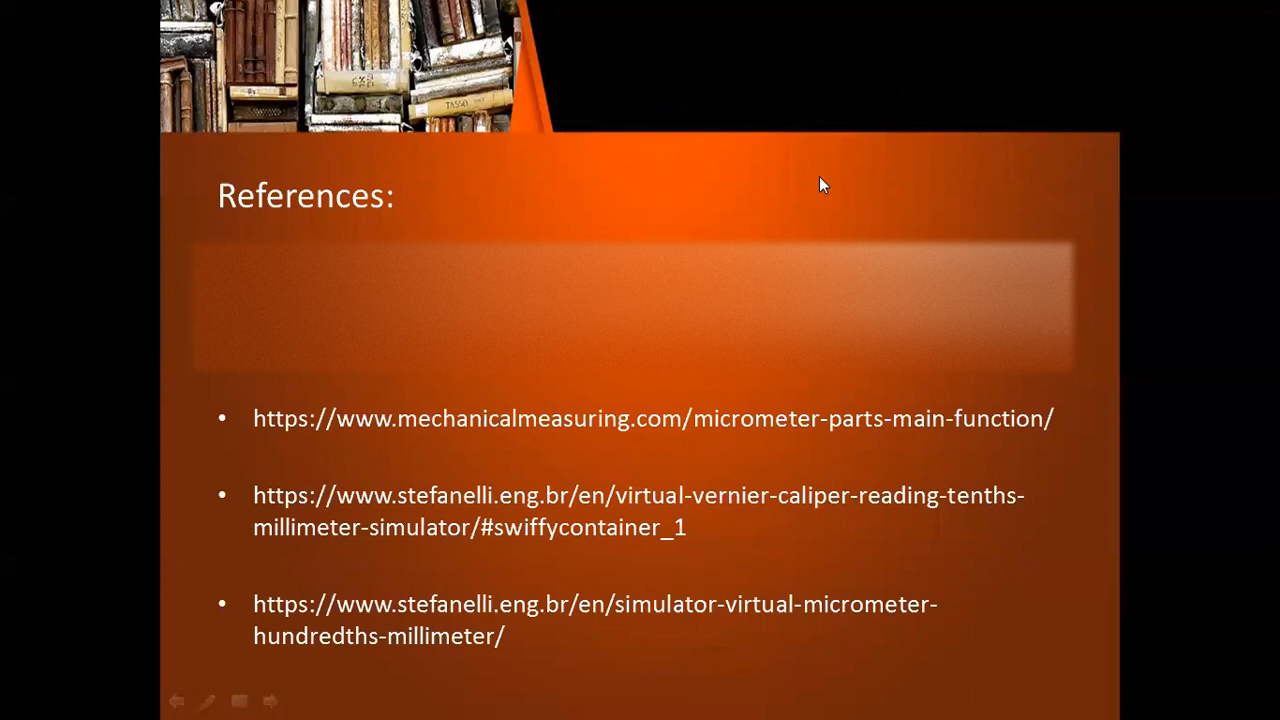 TASSO
References:
• https://www.mechanicalmeasuring.com/micrometer-parts-main-function/
• https://www.stefanelli.eng.br/en/virtual-vernier-caliper-reading-tenths-
millimeter-simulator/#swiffycontainer_1
• https://www.stefanelli.eng.br/en/simulator-virtual-micrometer-
hundredths-millimeter/